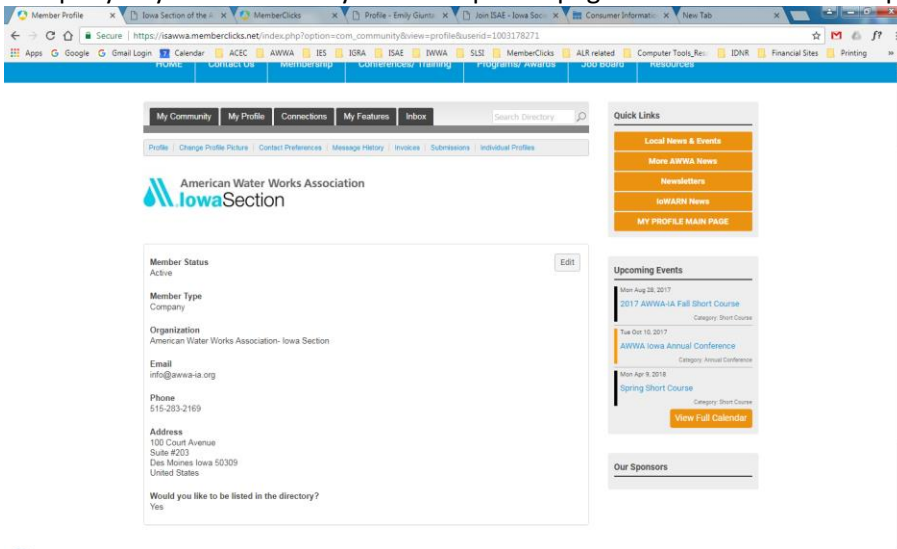 Member Profile
Iowa Section of the A
MemberClicks
Profile - Emily Giunta
Join ISAE - Iowa Socie
Consumer Informatio
New Tab
Secure https://isawwa.memberclicks.net/index.php?option=com_community&view=profile&userid=1003178271
Apps Google Gmail Login Calendar ACEC AWWA IES IGRA ISAE IWWA SLSI MemberClicks ALR related Computer Tools_Res IDNR Financial Sites Printing »
HOME Contact Us Membership Conferences/ Training Programs/ Awards Job Board Resources
My Community My Profile Connections My Features Inbox Search Directory
Profile | Change Profile Picture | Contact Preferences | Message History | Invoices | Submissions | Individual Profiles
American Water Works Association
IowaSection
Edit
Member Status
Active
Member Type
Company
Organization
American Water Works Association- Iowa Section
Email
info@awwa-ia.org
Phone
515-283-2169
Address
100 Court Avenue
Suite #203
Des Moines Iowa 50309
United States
Would you like to be listed in the directory?
Yes
Quick Links
Local News & Events
More AWWA News
Newsletters
IoWARN News
MY PROFILE MAIN PAGE
Upcoming Events
Mon Aug 28, 2017
2017 AWWA-IA Fall Short Course
Category: Short Course
Tue Oct 10, 2017
AWWA Iowa Annual Conference
Category: Annual Conference
Mon Apr 9, 2018
Spring Short Course
Category: Short Course
View Full Calendar
Our Sponsors